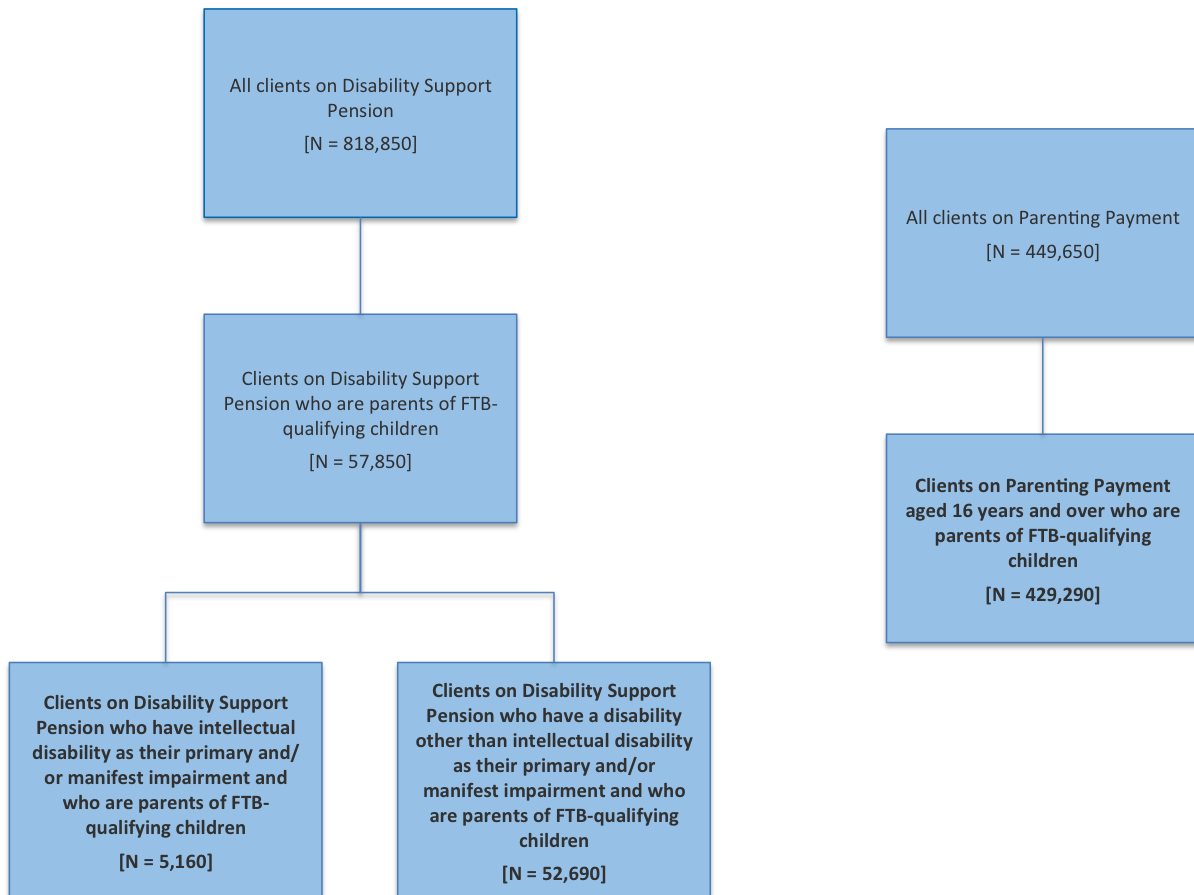 All clients on Disability Support
Pension
[N = 818,850]
All clients on Parenting Payment
[N = 449,650]
Clients on Disability Support
Pension who are parents of FTB-
qualifying children
[N = 57,850]
Clients on Parenting Payment
aged 16 years and over who are
parents of FTB-qualifying
children
[N = 429,290]
Clients on Disability Support
Pension who have intellectual
disability as their primary and/
or manifest impairment and
who are parents of FTB-
qualifying children
[N = 5,160]
Clients on Disability Support
Pension who have a disability
other than intellectual disability
as their primary and/or
manifest impairment and who
are parents of FTB-qualifying
children
[N = 52,690]